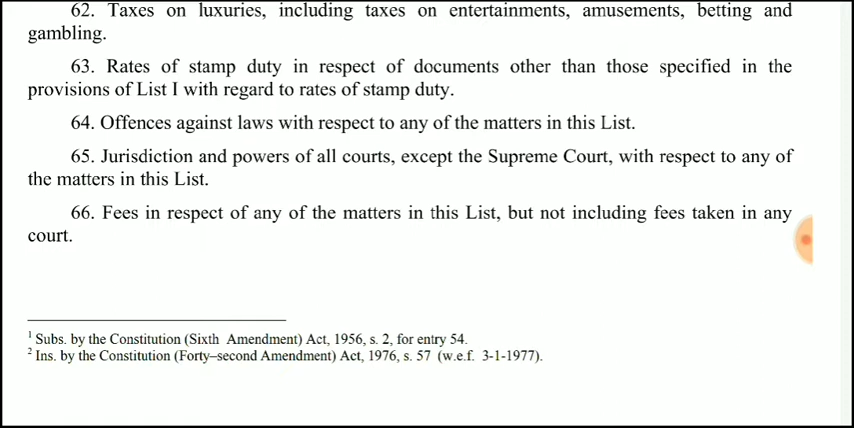 62. Taxes on luxuries, including taxes on entertainments, amusements, betting and
gambling.
63. Rates of stamp duty in respect of documents other than those specified in the
provisions of List I with regard to rates of stamp duty.
64. Offences against laws with respect to any of the matters in this List.
65. Jurisdiction and powers of all courts, except the Supreme Court, with respect to any of
the matters in this List.
66. Fees in respect of any of the matters in this List, but not including fees taken in any
court.
1 Subs. by the Constitution (Sixth Amendment) Act, 1956, s. 2, for entry 54.
2 Ins. by the Constitution (Forty–second Amendment) Act, 1976, s. 57 (w.e.f. 3-1-1977).